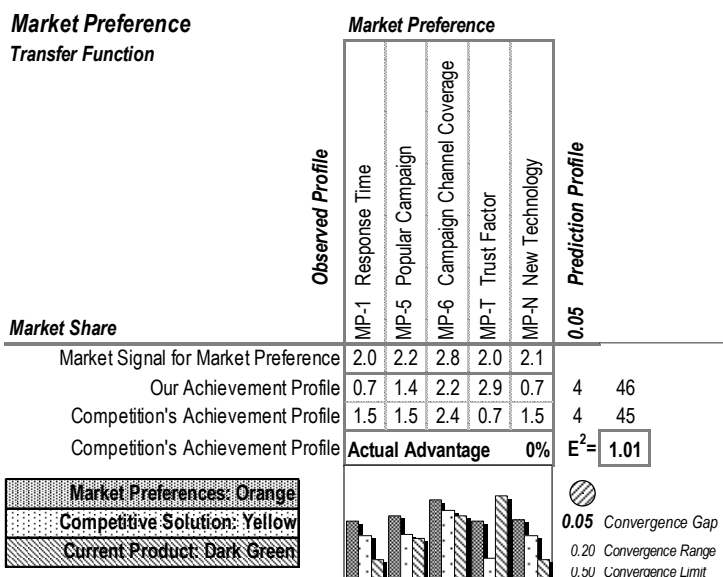 Market Preference
Market Preference
Transfer Function
Observed Profile
MP-1 Response Time
MP-5 Popular Campaign
MP-6 Campaign Channel Coverage
MP-T Trust Factor
MP-N New Technology
0.05 Prediction Profile
Market Share
Market Signal for Market Preference 2.0 2.2 2.8 2.0 2.1
Our Achievement Profile 0.7 1.4 2.2 2.9 0.7 4 46
Competition's Achievement Profile 1.5 1.5 2.4 0.7 1.5 4 45
Competition's Achievement Profile Actual Advantage 0% E²= 1.01
Market Preferences: Orange
Competitive Solution: Yellow
Current Product: Dark Green
0.05 Convergence Gap
0.20 Convergence Range
0.50 Convergence Limit